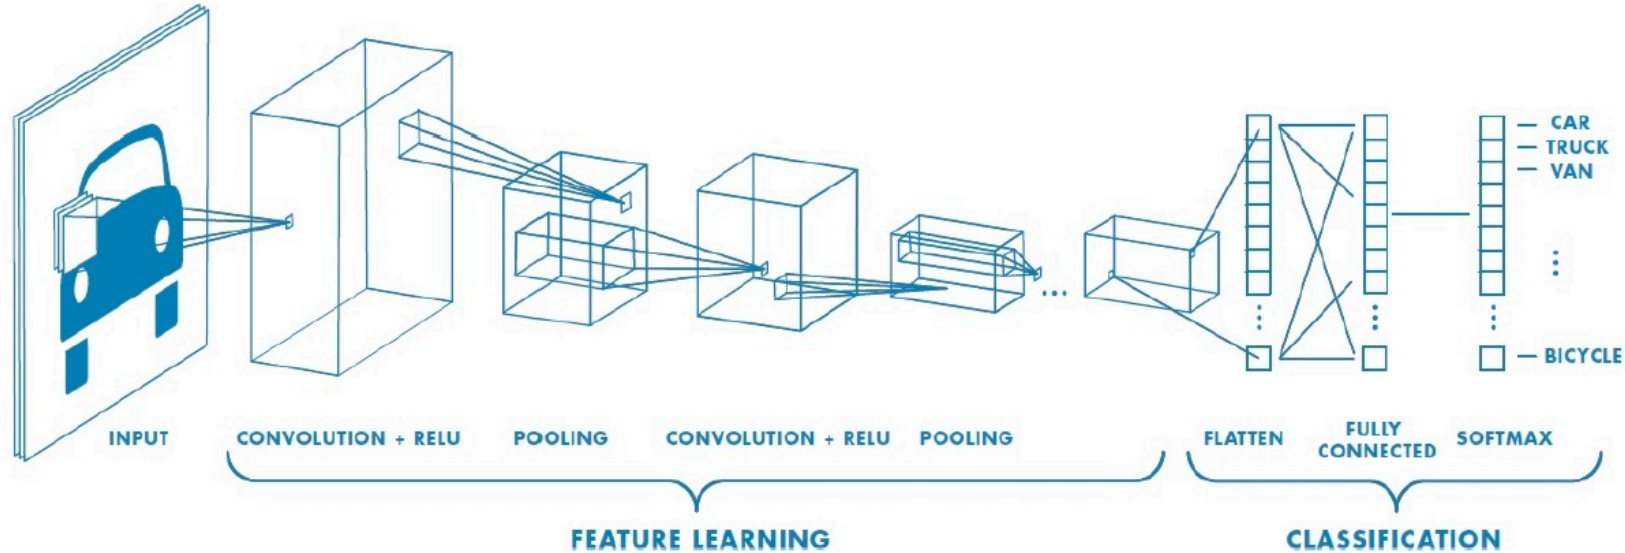 CAR
TRUCK
VAN
BICYCLE
INPUT
CONVOLUTION + RELU
POOLING
CONVOLUTION + RELU
POOLING
FLATTEN
FULLY
CONNECTED
SOFTMAX
FEATURE LEARNING
CLASSIFICATION